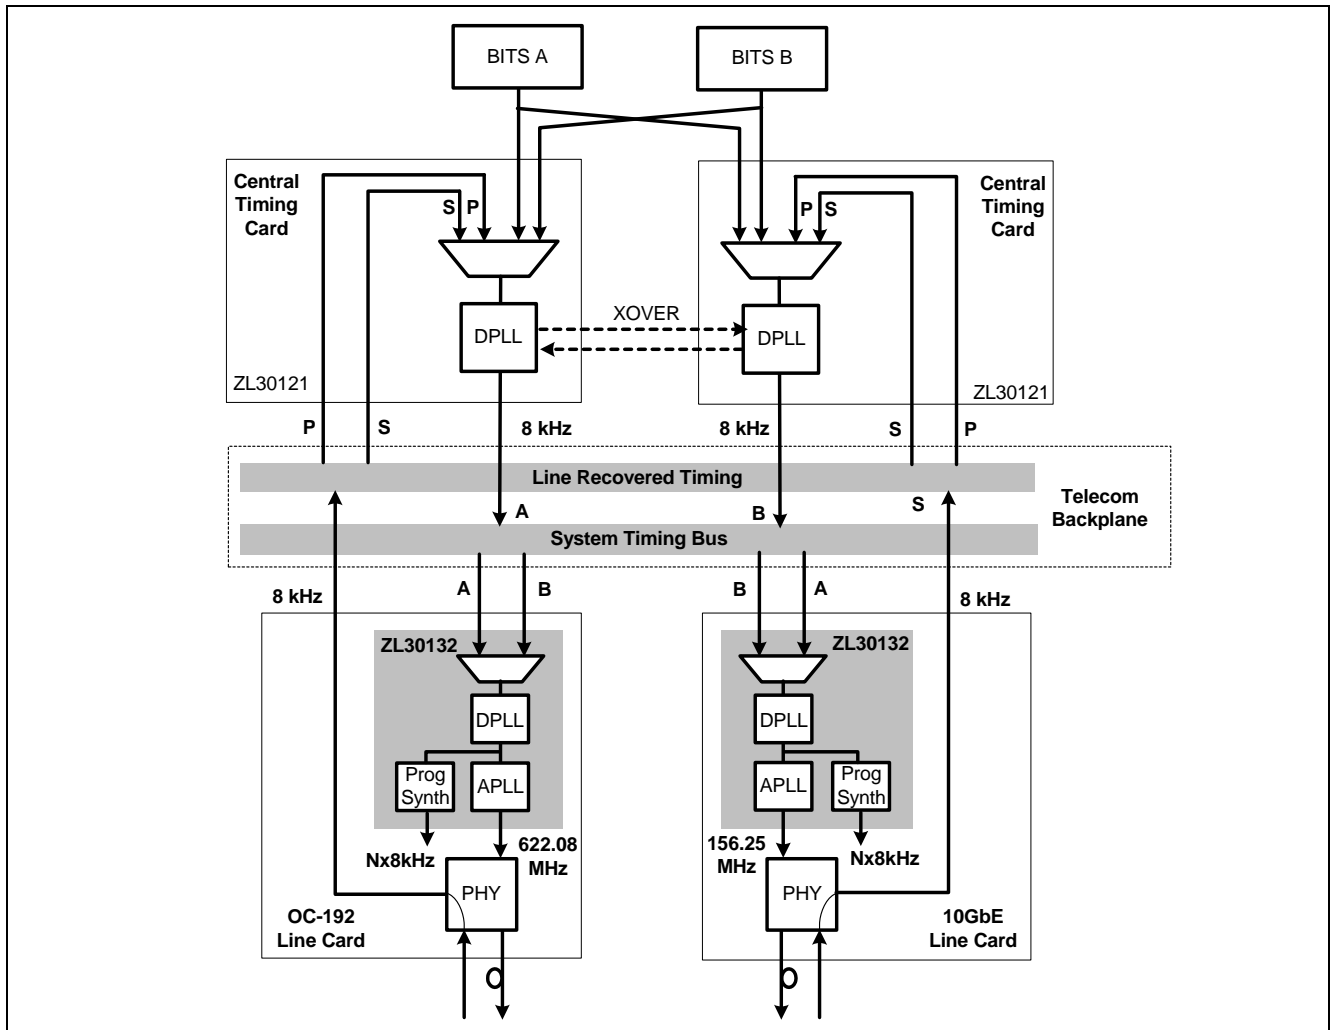 BITS A
BITS B
Central
Timing
Card
Central
Timing
Card
S P
P S
XOVER
DPLL
DPLL
ZL30121
ZL30121
P
S
8 kHz
8 kHz
S
P
Line Recovered Timing
S
Telecom
Backplane
A
B
System Timing Bus
A
B
B
A
8 kHz
8 kHz
ZL30132
ZL30132
DPLL
DPLL
Prog
Synth
APLL
APLL
Prog
Synth
Nx8kHz
622.08
MHz
156.25
MHz
Nx8kHz
PHY
PHY
OC-192
Line Card
10GbE
Line Card